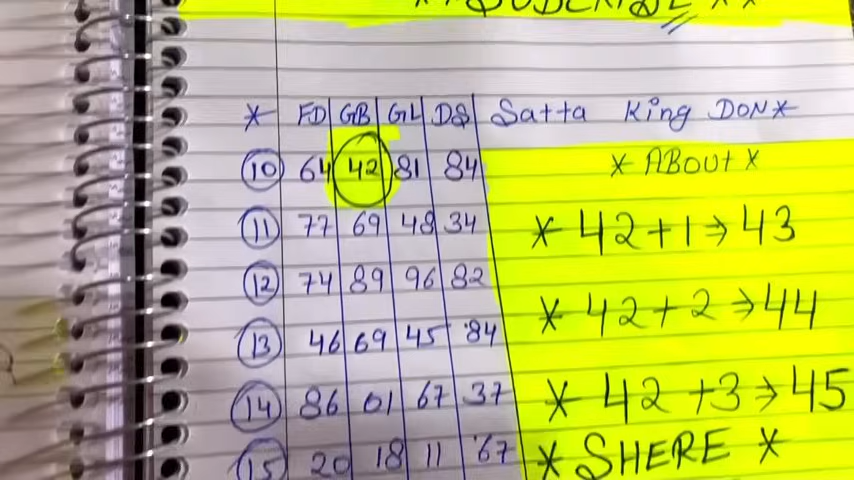 * SUBSCRIBE * *
* FD GB GL DS Satta King DON *
10 64 42 81 84 * ABOUT *
11 77 69 48 34 * 42+1⇒43
12 74 89 96 82
* 42+2⇒44
13 46 69 45 84
14 86 01 67 37 * 42+3⇒45
15 20 18 11 67 * SHERE *